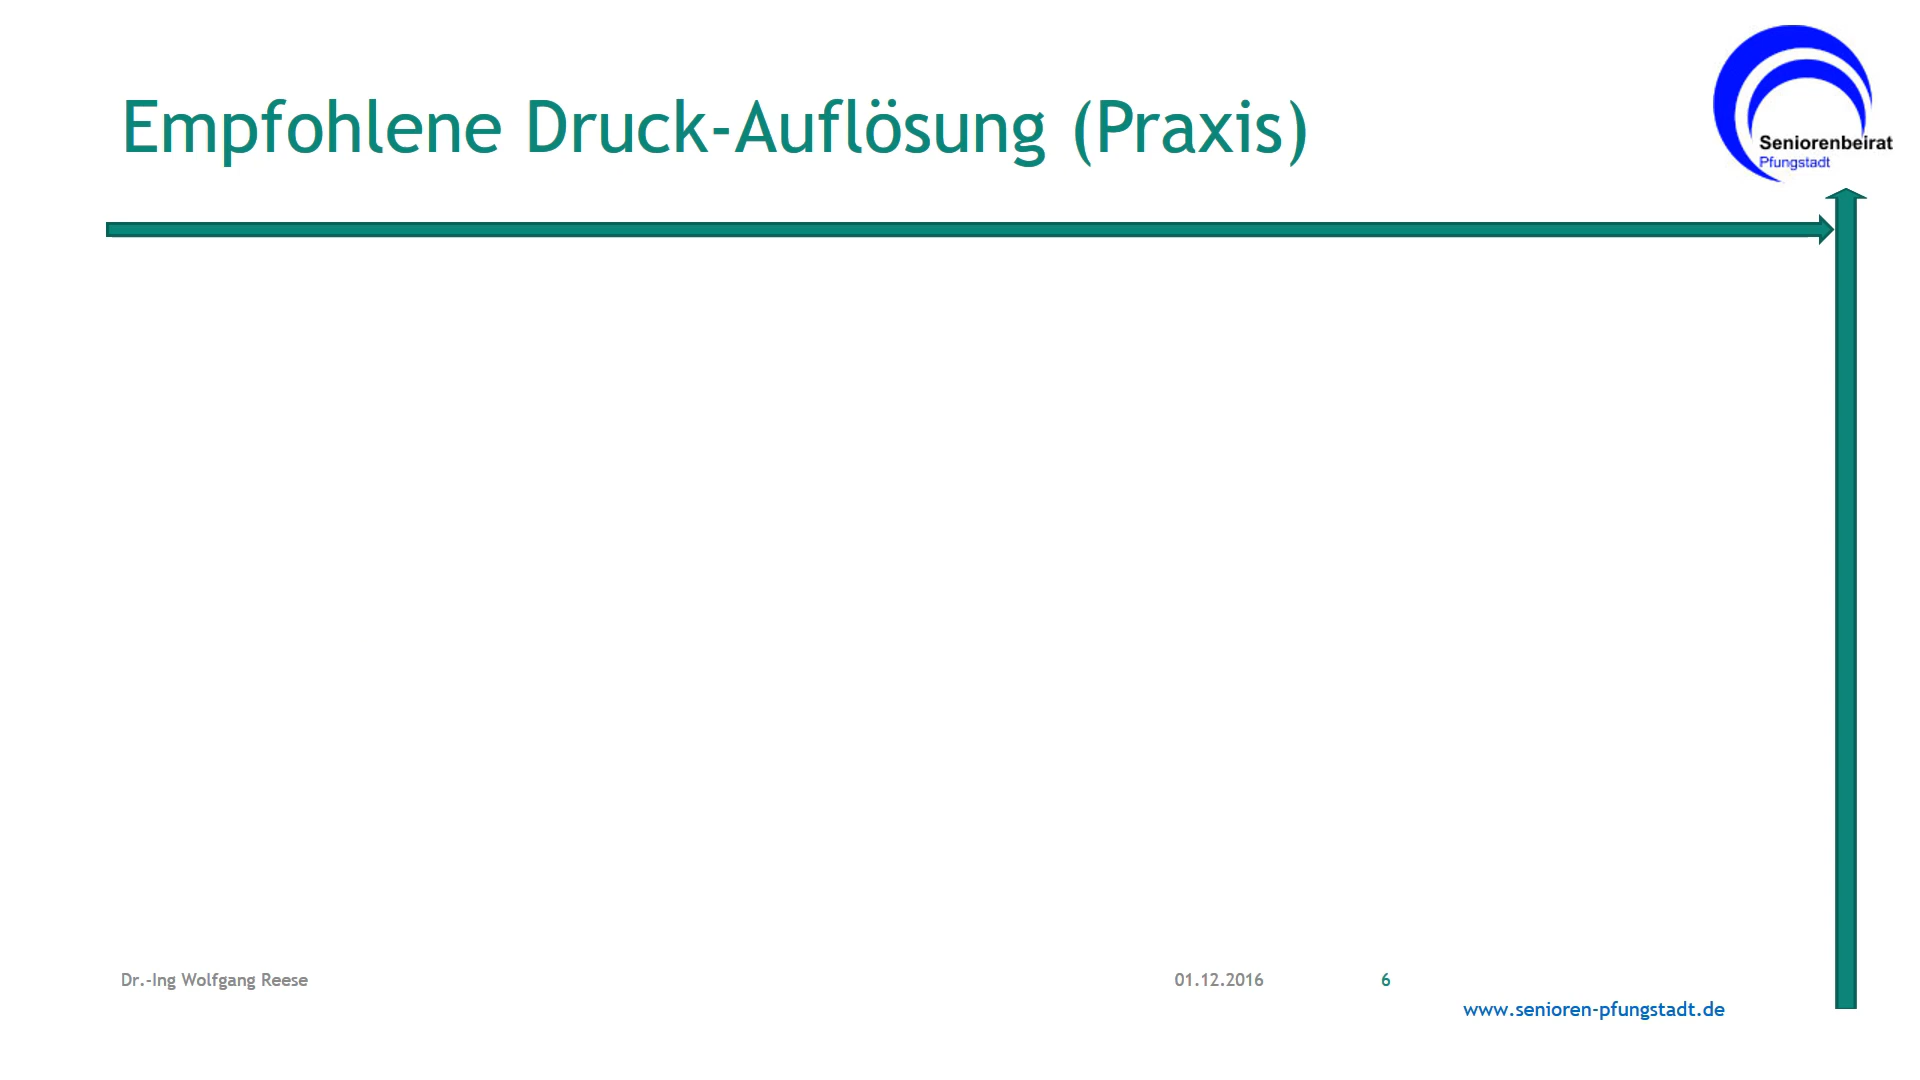 Empfohlene Druck-Auflösung (Praxis)
Seniorenbeirat
Pfungstadt
Dr.-Ing Wolfgang Reese
01.12.2016
6
www.senioren-pfungstadt.de